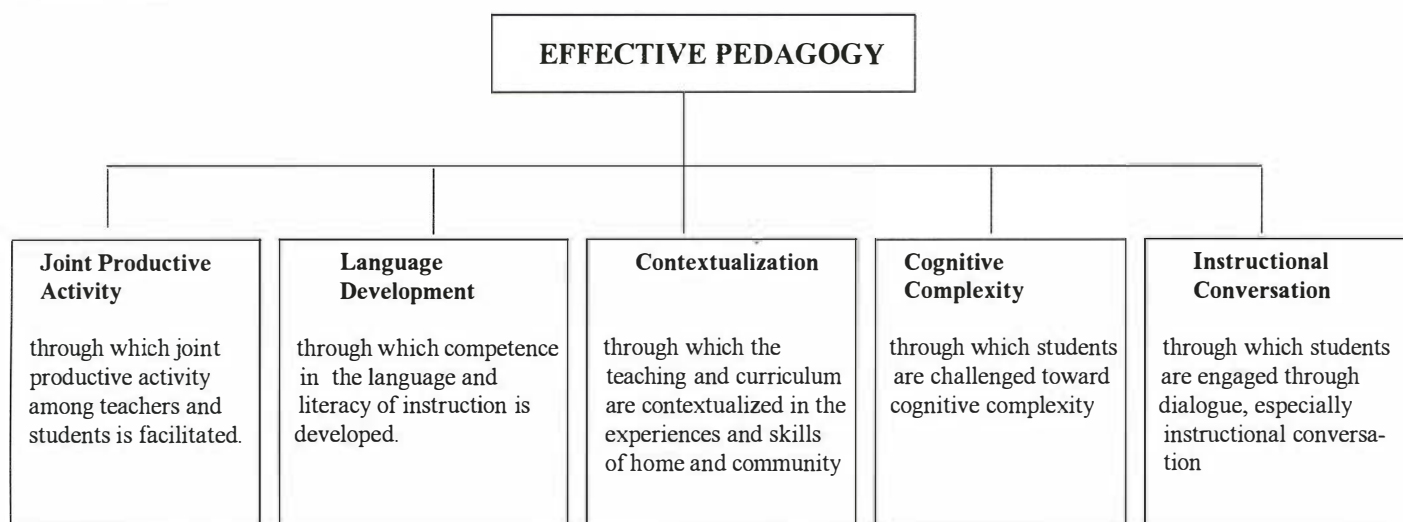 EFFECTIVE PEDAGOGY
Joint Productive
Activity
through which joint
productive activity
among teachers and
students is facilitated.
Language
Development
through which competence
in the language and
literacy of instruction is
developed.
Contextualization
through which the
teaching and curriculum
are contextualized in the
experiences and skills
of home and community
Cognitive
Complexity
through which students
are challenged toward
cognitive complexity
Instructional
Conversation
through which students
are engaged through
dialogue, especially
instructional conversa-
tion